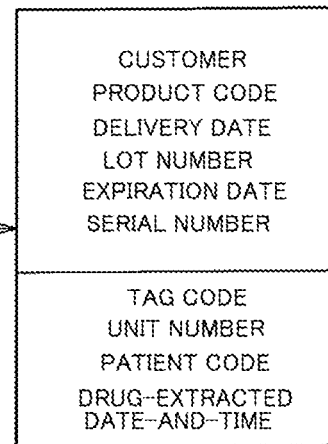 CUSTOMER
PRODUCT CODE
DELIVERY DATE
LOT NUMBER
EXPIRATION DATE
SERIAL NUMBER
TAG CODE
UNIT NUMBER
PATIENT CODE
DRUG-EXTRACTED
DATE-AND-TIME